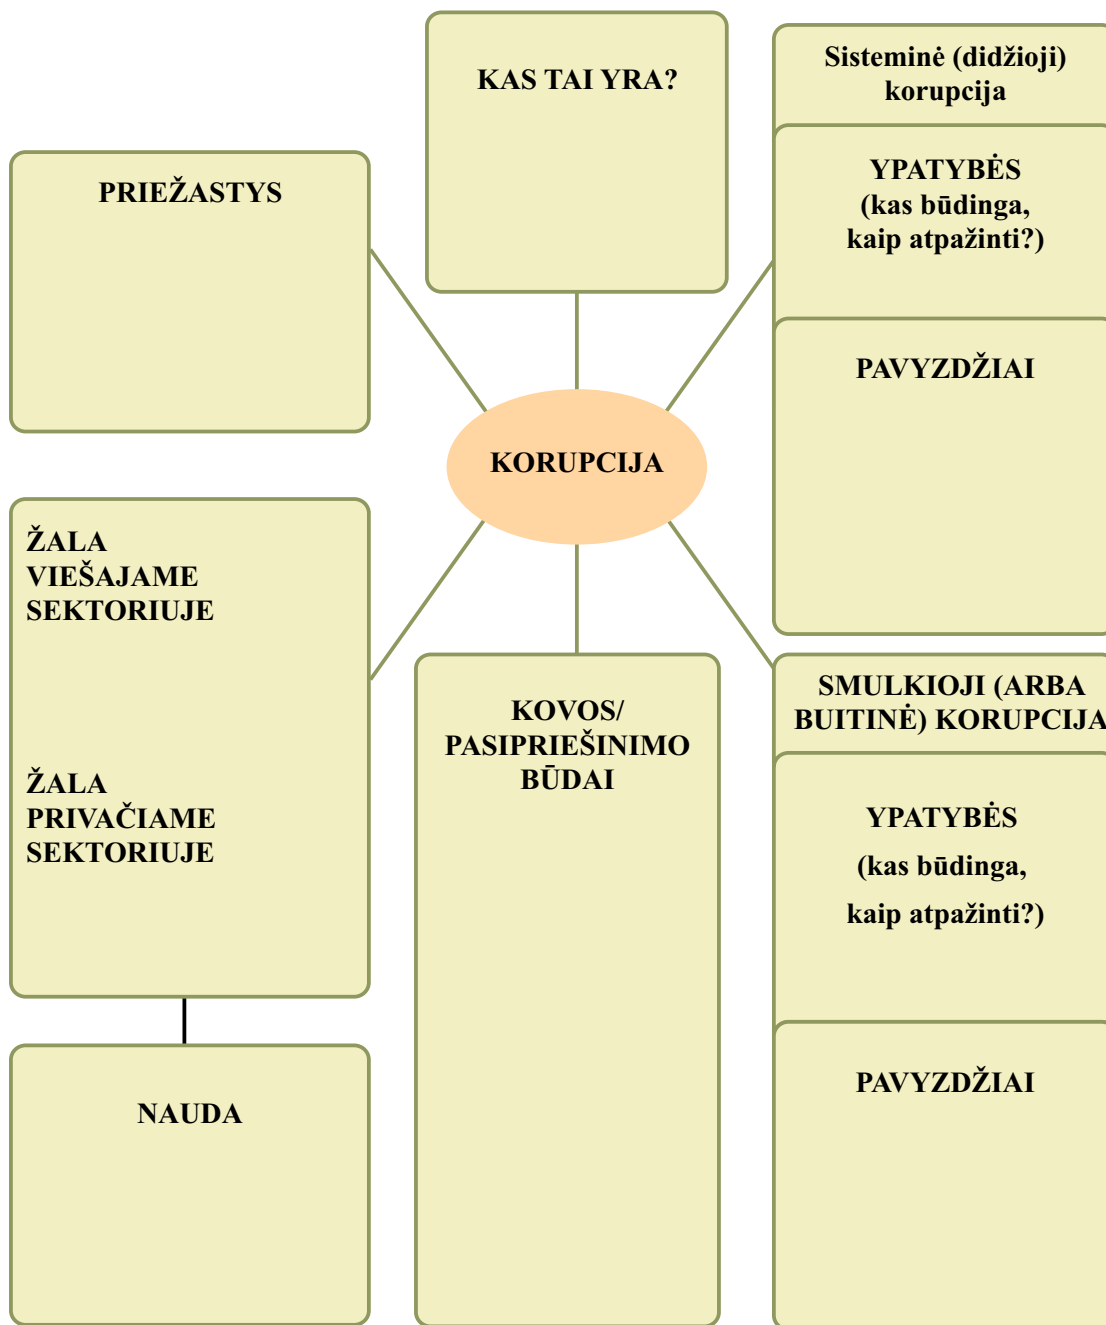 KAS TAI YRA?
Sisteminė (didžioji)
korupcija
YPATYBĖS
(kas būdinga,
kaip atpažinti?)
PAVYZDŽIAI
PRIEŽASTYS
KORUPCIJA
ŽALA
VIEŠAJAME
SEKTORIUJE
ŽALA
PRIVAČIAME
SEKTORIUJE
NAUDA
KOVOS/
PASIPRIEŠINIMO
BŪDAI
SMULKIOJI (ARBA
BUITINĖ) KORUPCIJA
YPATYBĖS
(kas būdinga,
kaip atpažinti?)
PAVYZDŽIAI